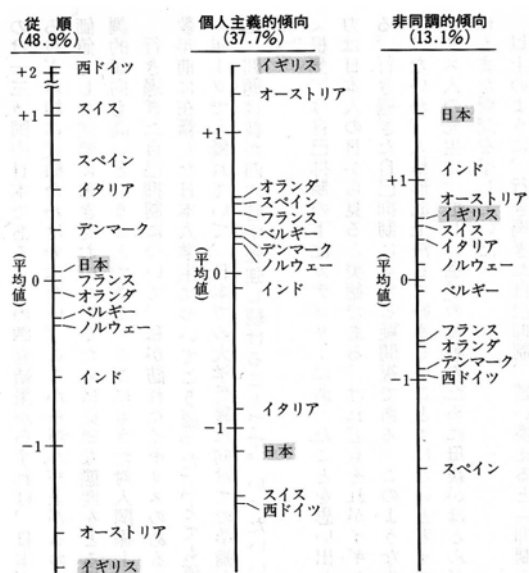 従順
(48.9%)
+2
西ドイツ
+1
スイス
スペイン
イタリア
デンマーク
(平均値)
0
日本
フランス
オランダ
ベルギー
ノルウェー
インド
-1
オーストリア
イギリス
個人主義的傾向
(37.7%)
イギリス
オーストリア
+1
オランダ
スペイン
フランス
ベルギー
デンマーク
ノルウェー
(平均値)
0
インド
イタリア
-1
日本
スイス
西ドイツ
非同調的傾向
(13.1%)
日本
インド
+1
オーストリア
イギリス
スイス
イタリア
ノルウェー
(平均値)
0
ベルギー
フランス
オランダ
デンマーク
-1
西ドイツ
スペイン